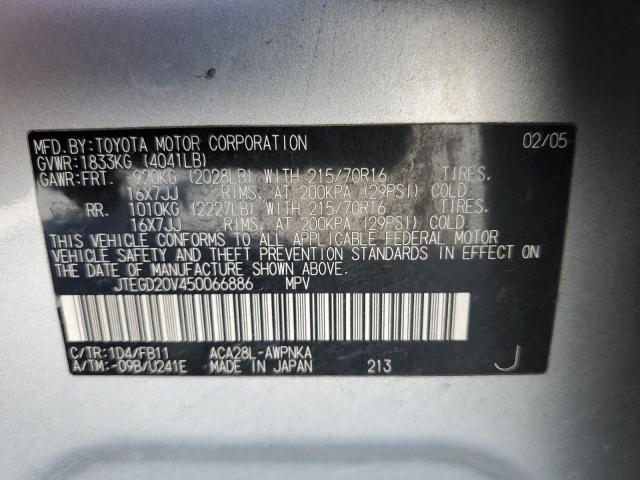 MFD.BY:TOYOTA MOTOR CORPORATION 02/05
GVWR:1833KG (4041LB)
GAWR:FRT. 920KG (2028LB) WITH 215/70R16 TIRES,
16X7JJ RIMS, AT 200KPA (29PSI) COLD
RR. 1010KG (2227LB) WITH 215/70R16 TIRES,
16X7JJ RIMS, AT 200KPA (29PSI) COLD
THIS VEHICLE CONFORMS TO ALL APPLICABLE FEDERAL MOTOR
VEHICLE SAFETY AND THEFT PREVENTION STANDARDS IN EFFECT ON
THE DATE OF MANUFACTURE SHOWN ABOVE.
JTEGD20V450066886 MPV
C/TR:1D4/FB11 ACA28L-AWPNKA J
A/TM:-09B/U241E MADE IN JAPAN 213